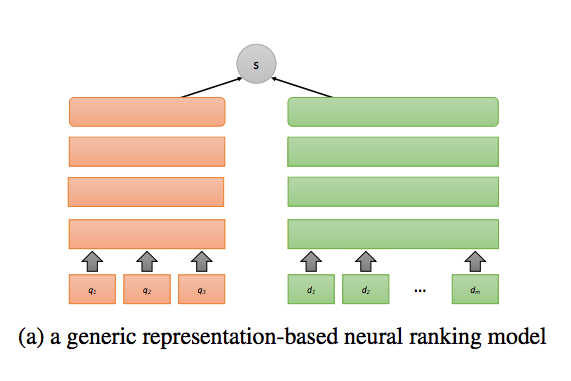 s
q₁ q₂ q₃ d₁ d₂ ... dₘ
(a) a generic representation-based neural ranking model